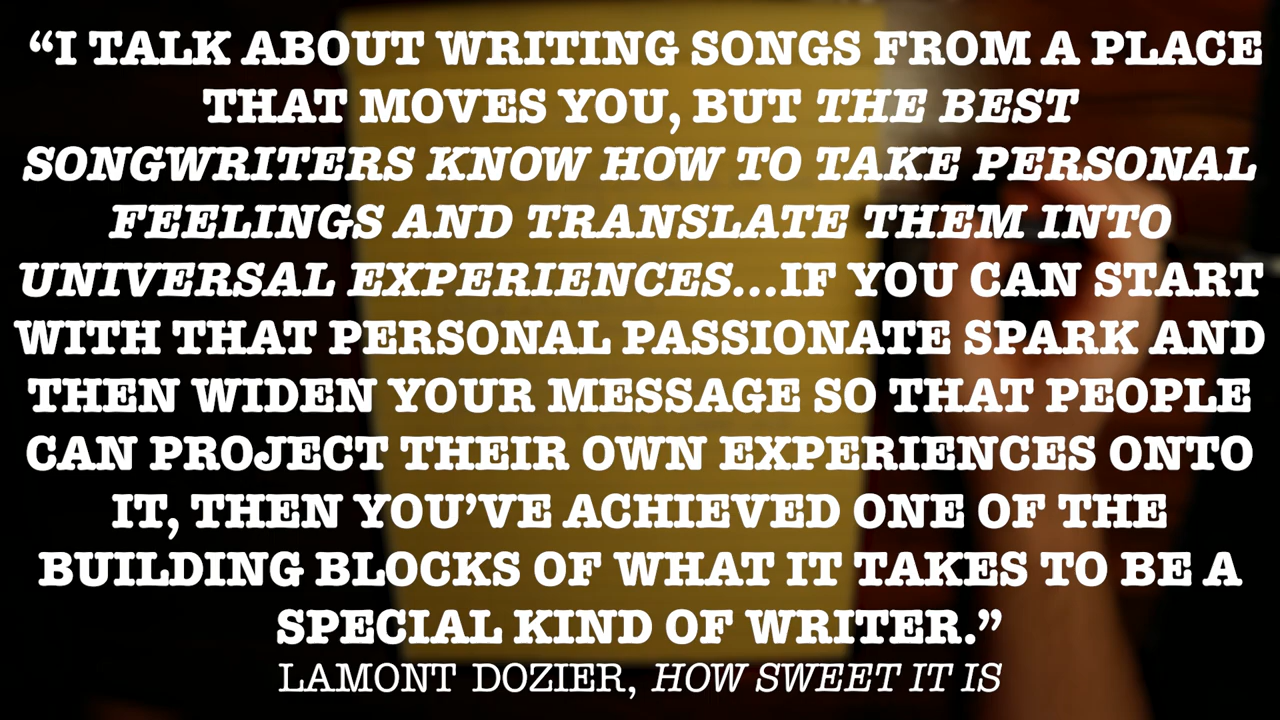 “I TALK ABOUT WRITING SONGS FROM A PLACE
THAT MOVES YOU, BUT THE BEST
SONGWRITERS KNOW HOW TO TAKE PERSONAL
FEELINGS AND TRANSLATE THEM INTO
UNIVERSAL EXPERIENCES...IF YOU CAN START
WITH THAT PERSONAL PASSIONATE SPARK AND
THEN WIDEN YOUR MESSAGE SO THAT PEOPLE
CAN PROJECT THEIR OWN EXPERIENCES ONTO
IT, THEN YOU’VE ACHIEVED ONE OF THE
BUILDING BLOCKS OF WHAT IT TAKES TO BE A
SPECIAL KIND OF WRITER.”
LAMONT DOZIER, HOW SWEET IT IS